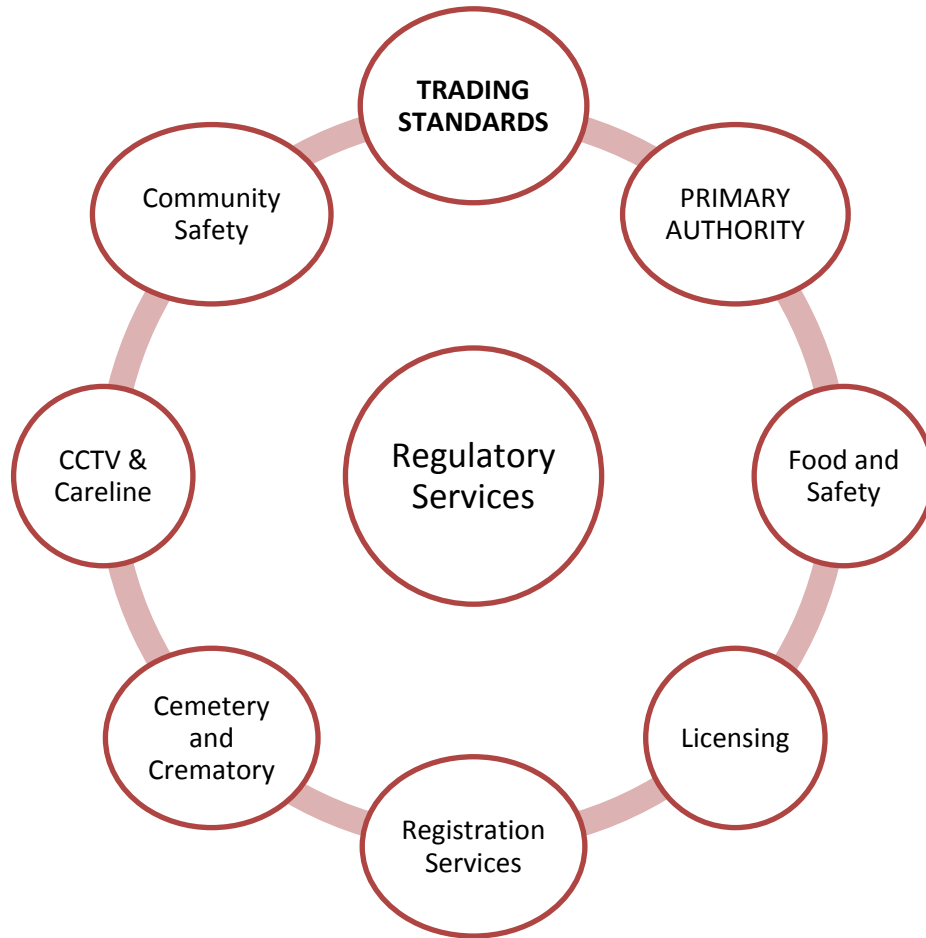 TRADING
STANDARDS
PRIMARY
AUTHORITY
Food and
Safety
Licensing
Registration
Services
Cemetery
and
Crematory
CCTV &
Careline
Community
Safety
Regulatory
Services